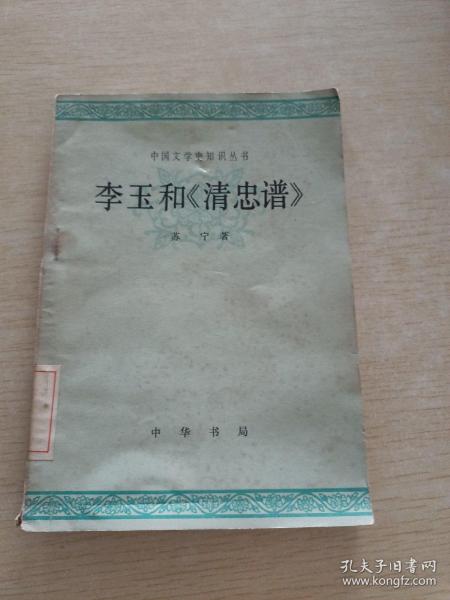 中国文学史知识丛书
李玉和《清忠谱》
苏宁著
中华书局
孔夫子旧书网
www.kongfz.com